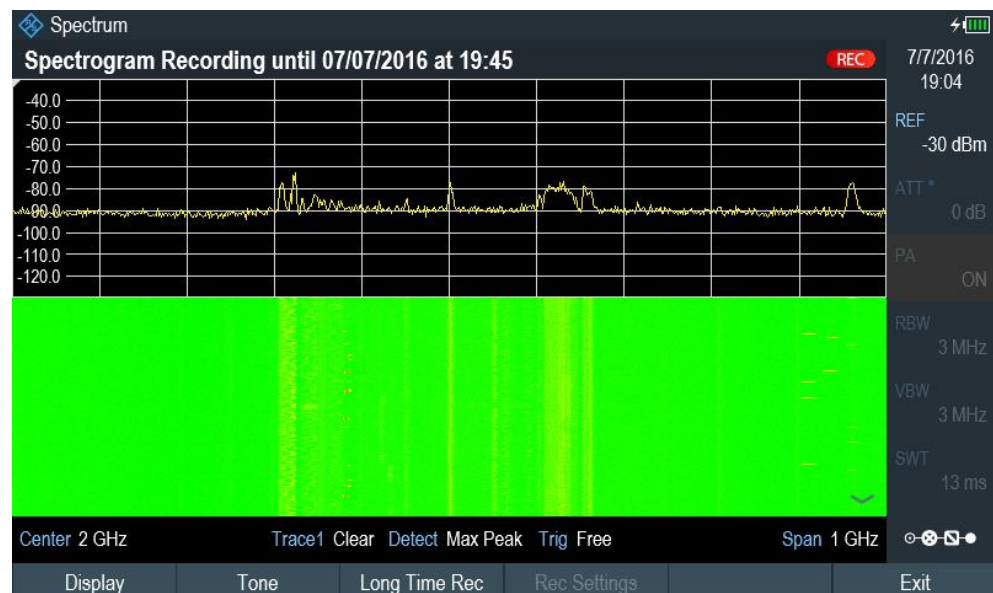 Spectrum
Spectrogram Recording until 07/07/2016 at 19:45
REC
7/7/2016
19:04
-40.0
-50.0
-60.0
-70.0
-80.0
-90.0
-100.0
-110.0
-120.0
REF
-30 dBm
ATT *
0 dB
PA
ON
RBW
3 MHz
VBW
3 MHz
SWT
13 ms
Center 2 GHz
Trace1 Clear Detect Max Peak Trig Free
Span 1 GHz
Display
Tone
Long Time Rec
Rec Settings
Exit